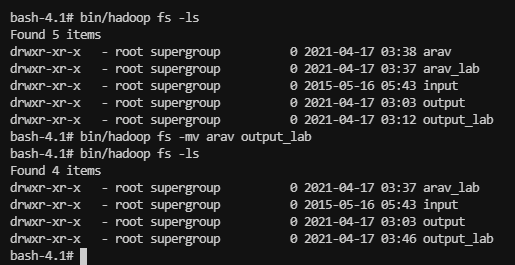 bash-4.1# bin/hadoop fs -ls
Found 5 items
drwxr-xr-x   - root supergroup          0 2021-04-17 03:38 arav
drwxr-xr-x   - root supergroup          0 2021-04-17 03:37 arav_lab
drwxr-xr-x   - root supergroup          0 2015-05-16 05:43 input
drwxr-xr-x   - root supergroup          0 2021-04-17 03:03 output
drwxr-xr-x   - root supergroup          0 2021-04-17 03:12 output_lab
bash-4.1# bin/hadoop fs -mv arav output_lab
bash-4.1# bin/hadoop fs -ls
Found 4 items
drwxr-xr-x   - root supergroup          0 2021-04-17 03:37 arav_lab
drwxr-xr-x   - root supergroup          0 2015-05-16 05:43 input
drwxr-xr-x   - root supergroup          0 2021-04-17 03:03 output
drwxr-xr-x   - root supergroup          0 2021-04-17 03:46 output_lab
bash-4.1#